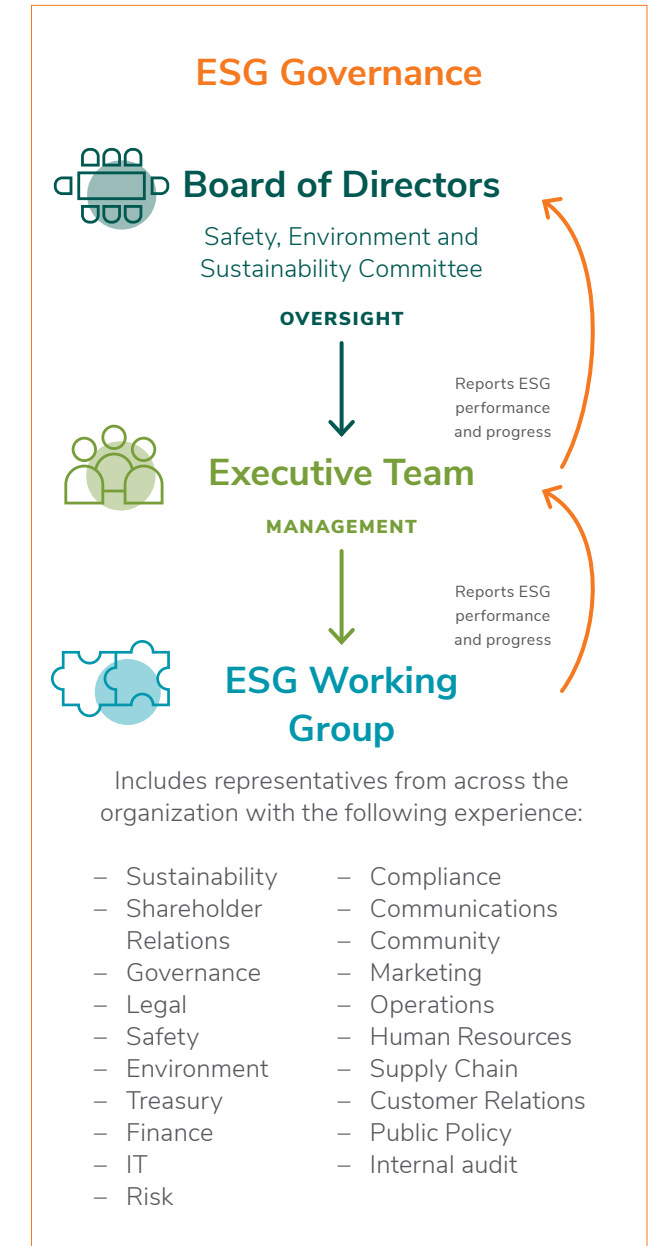 ESG Governance
Board of Directors
Safety, Environment and
Sustainability Committee
OVERSIGHT
Reports ESG
performance
and progress
Executive Team
MANAGEMENT
Reports ESG
performance
and progress
ESG Working
Group
Includes representatives from across the
organization with the following experience:
– Sustainability
– Shareholder
Relations
– Governance
– Legal
– Safety
– Environment
– Treasury
– Finance
– IT
– Risk
– Compliance
– Communications
– Community
– Marketing
– Operations
– Human Resources
– Supply Chain
– Customer Relations
– Public Policy
– Internal audit